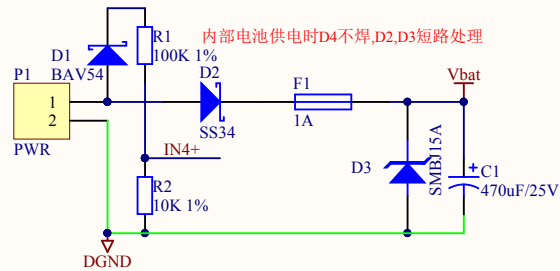 内部电池供电时D4不焊,D2,D3短路处理
R1
100K 1%
D1
BAV54
P1
1
2
PWR
D2
SS34
F1
1A
Vbat
IN4+
D3
SMBJ15A
C1
470uF/25V
R2
10K 1%
DGND